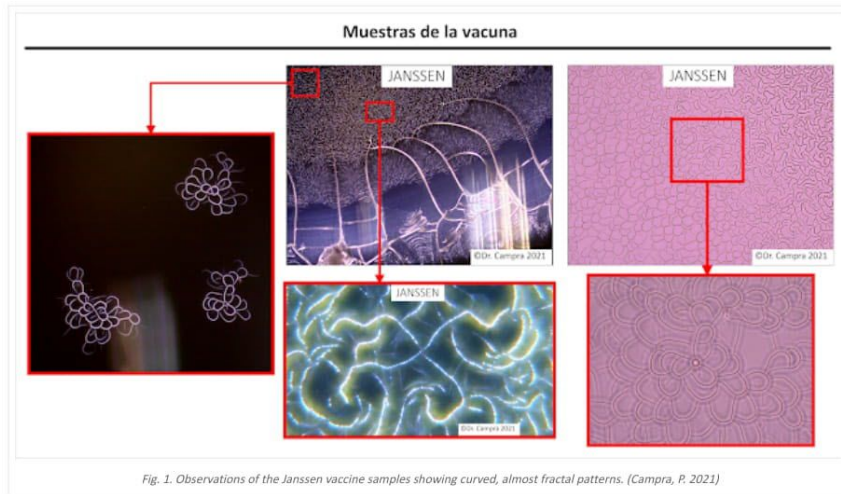 Muestras de la vacuna
JANSSEN
JANSSEN
©Dr. Campra 2021
©Dr. Campra 2021
JANSSEN
©Dr. Campra 2021
Fig. 1. Observations of the Janssen vaccine samples showing curved, almost fractal patterns. (Campra, P. 2021)